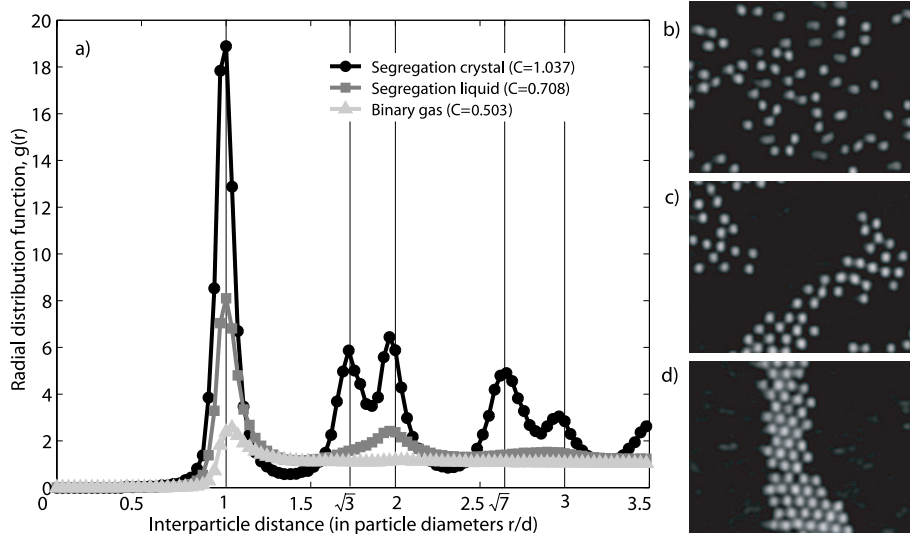 a)
Segregation crystal (C=1.037)
Segregation liquid (C=0.708)
Binary gas (C=0.503)
Radial distribution function, g(r)
20
18
16
14
12
10
8
6
4
2
0
0 0.5 1 1.5 √3 2 2.5 √7 3 3.5
Interparticle distance (in particle diameters r/d)
b)
c)
d)